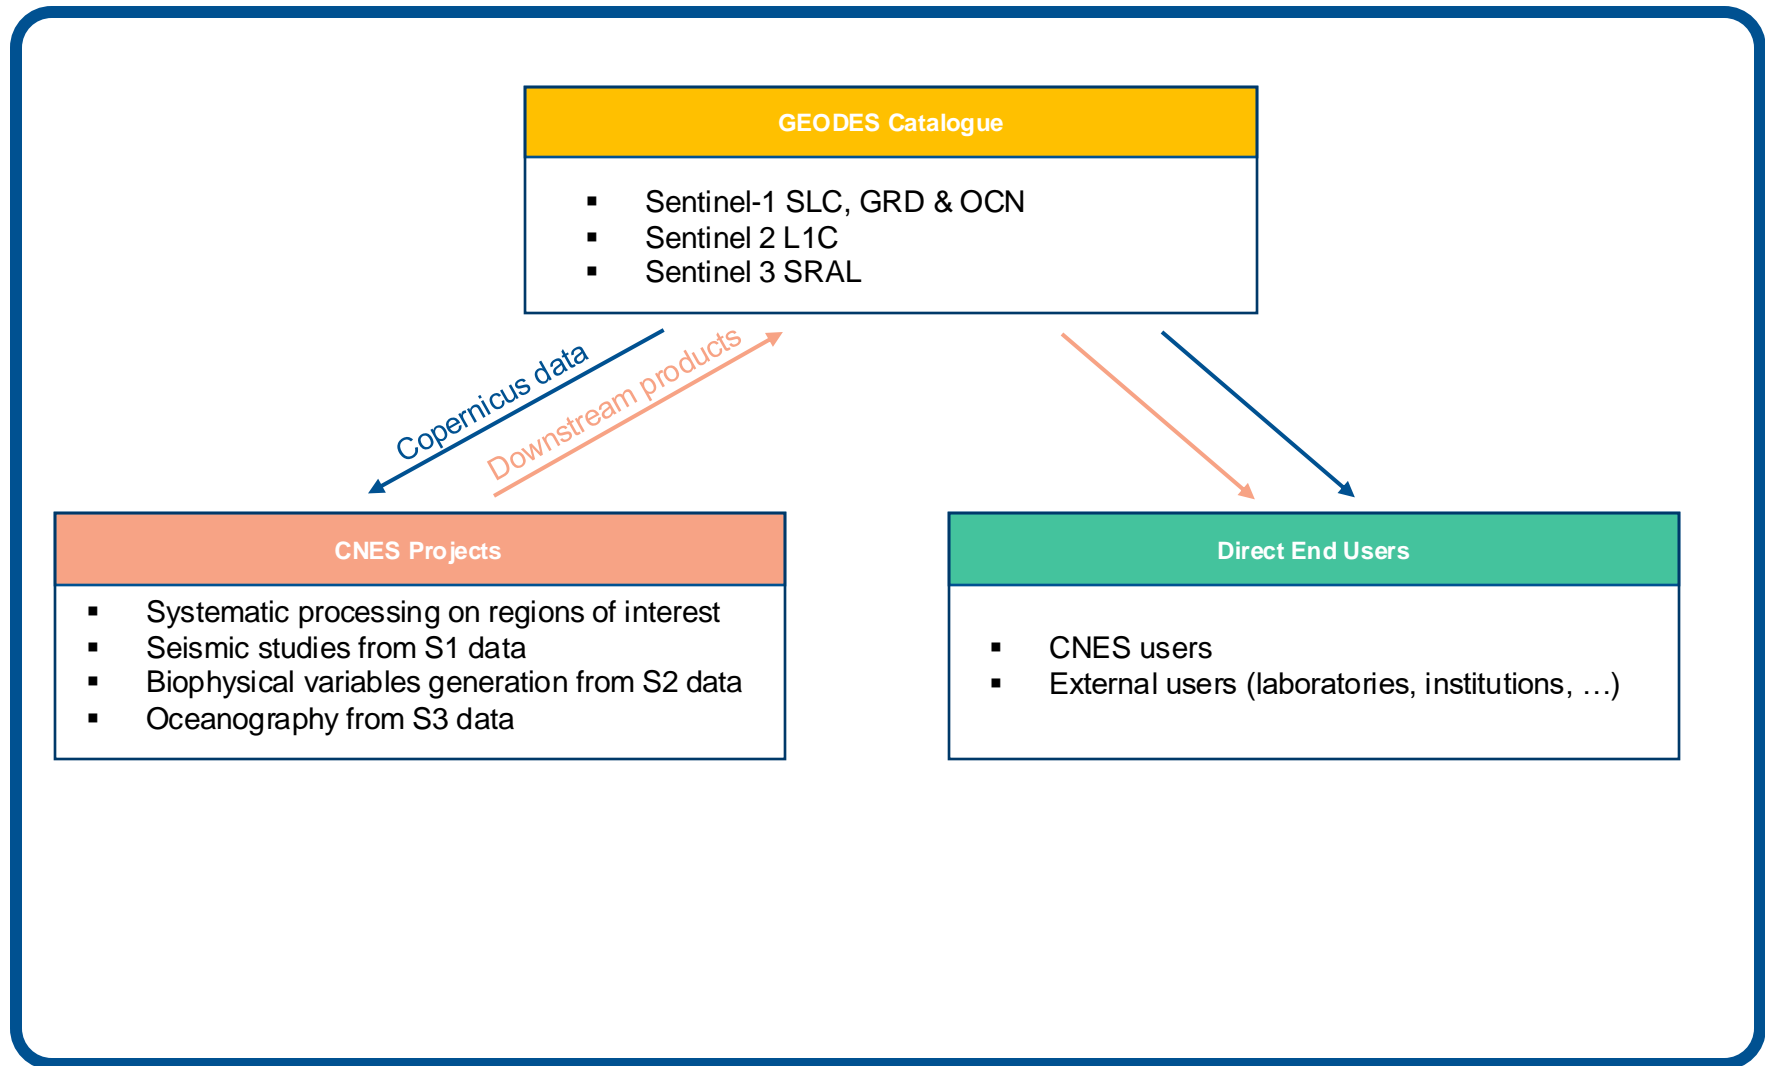 GEODES Catalogue
▪ Sentinel-1 SLC, GRD & OCN
▪ Sentinel 2 L1C
▪ Sentinel 3 SRAL
Copernicus data
Downstream products
CNES Projects
▪ Systematic processing on regions of interest
▪ Seismic studies from S1 data
▪ Biophysical variables generation from S2 data
▪ Oceanography from S3 data
Direct End Users
▪ CNES users
▪ External users (laboratories, institutions, …)